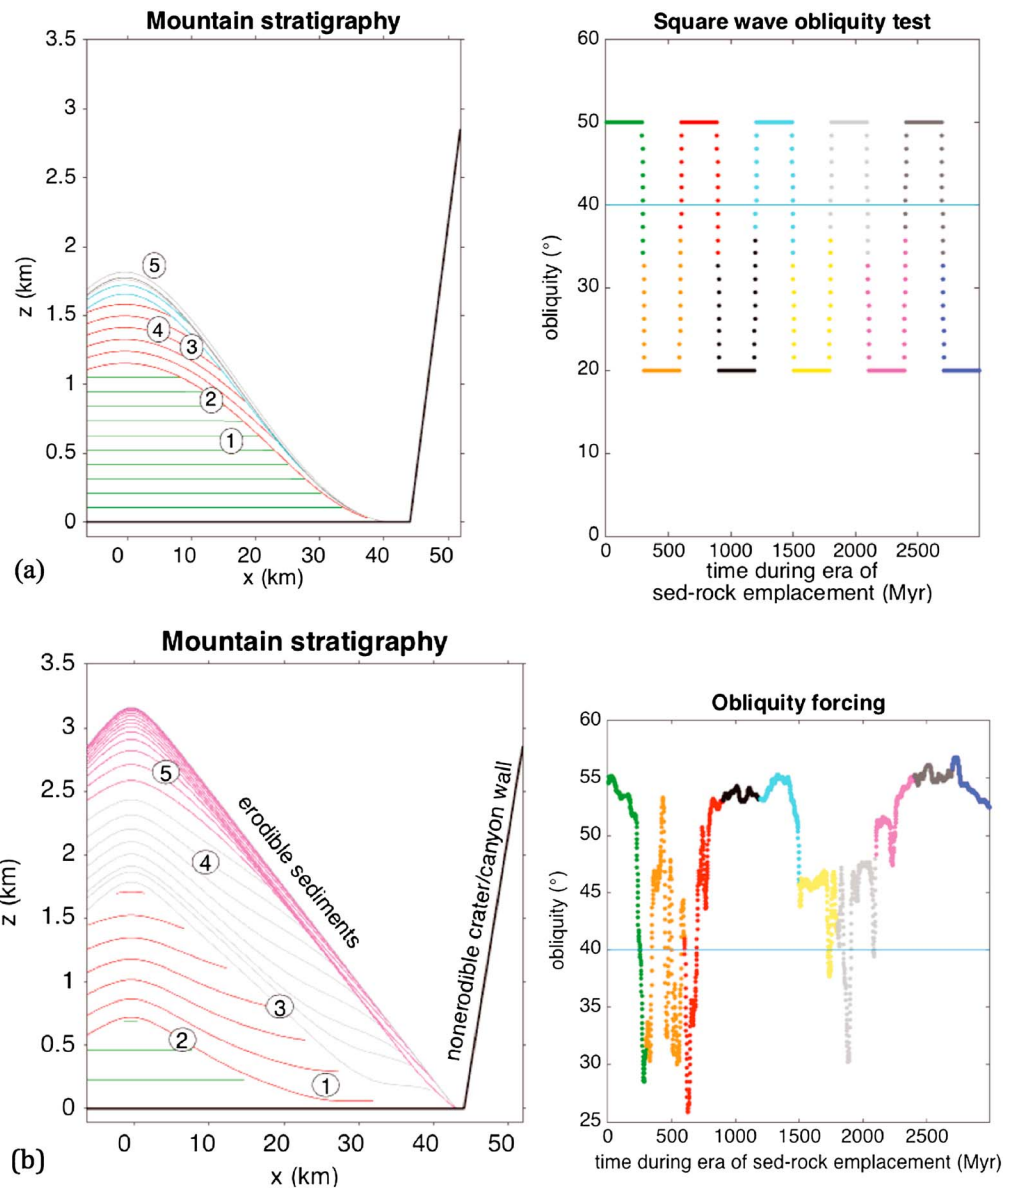 Mountain stratigraphy
3.5
3
2.5
2
1.5
1
0.5
0
z (km)
5
4
3
2
1
0 10 20 30 40 50
x (km)
(a)
Square wave obliquity test
60
50
40
30
20
10
0
obliquity (°)
0 500 1000 1500 2000 2500
time during era of
sed-rock emplacement (Myr)
Mountain stratigraphy
3.5
3
2.5
2
1.5
1
0.5
0
z (km)
5
4
3
2
1
erodible sediments
nonerodible crater/canyon wall
0 10 20 30 40 50
x (km)
(b)
Obliquity forcing
60
55
50
45
40
35
30
25
obliquity (°)
0 500 1000 1500 2000 2500
time during era of sed-rock emplacement (Myr)